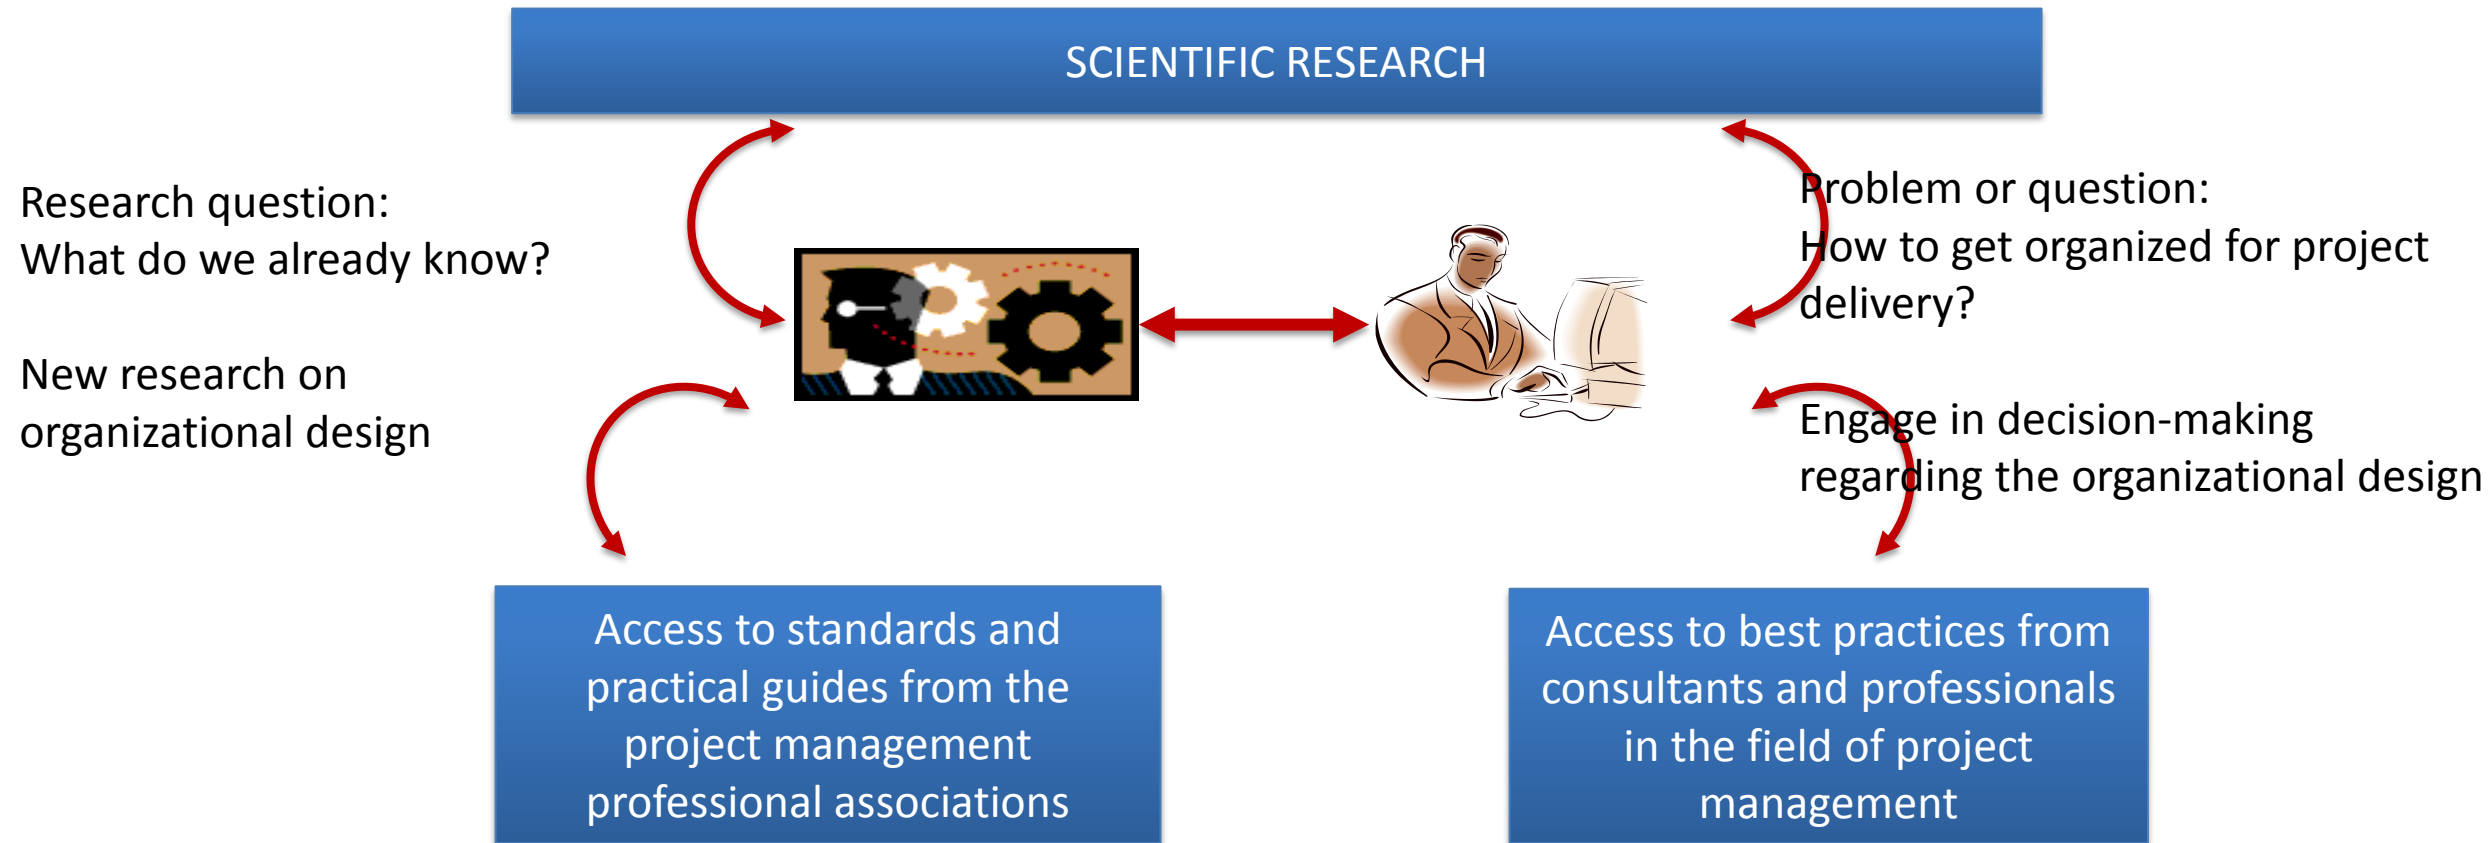 SCIENTIFIC RESEARCH
Research question:
What do we already know?
New research on
organizational design
Problem or question:
How to get organized for project
delivery?
Engage in decision-making
regarding the organizational design
Access to standards and
practical guides from the
project management
professional associations
Access to best practices from
consultants and professionals
in the field of project
management